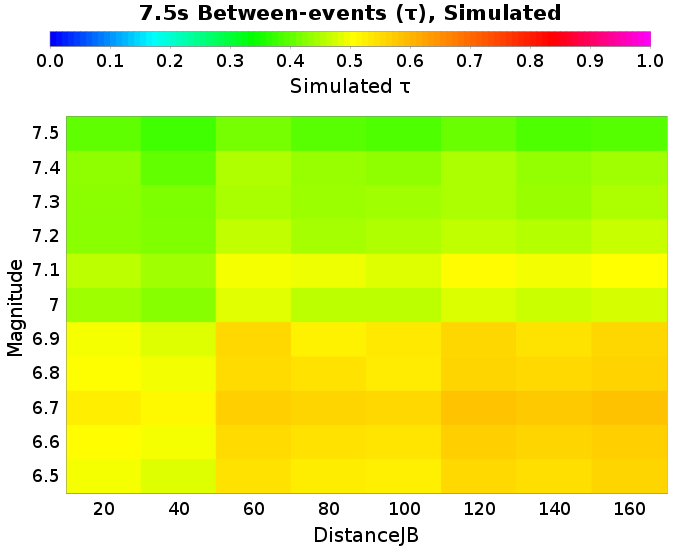 7.5s Between-events (τ), Simulated
0.0 0.1 0.2 0.3 0.4 0.5 0.6 0.7 0.8 0.9 1.0
Simulated τ
Magnitude
7.5
7.4
7.3
7.2
7.1
7
6.9
6.8
6.7
6.6
6.5
20 40 60 80 100 120 140 160
DistanceJB